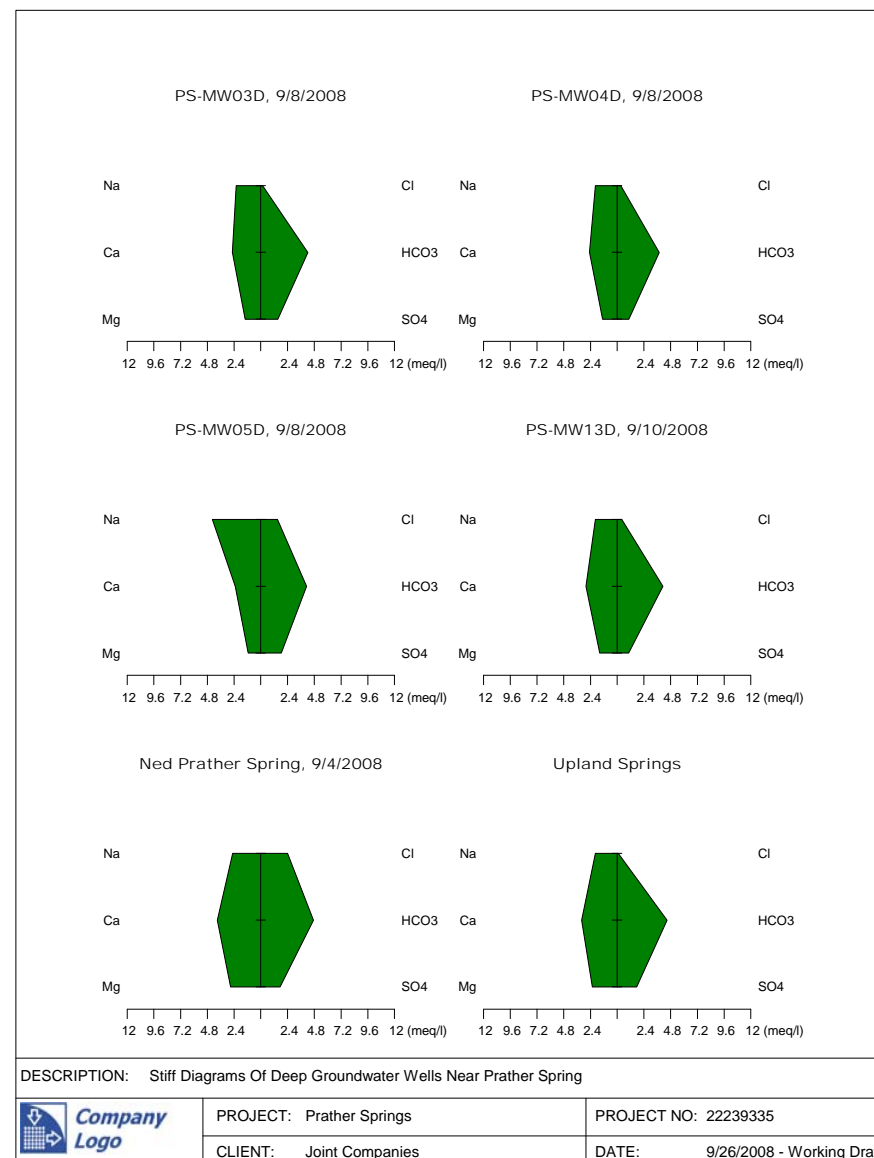 PS-MW03D, 9/8/2008
PS-MW04D, 9/8/2008
Na Cl Na Cl
Ca HCO3 Ca HCO3
Mg SO4 Mg SO4
12 9.6 7.2 4.8 2.4 2.4 4.8 7.2 9.6 12 (meq/l) 12 9.6 7.2 4.8 2.4 2.4 4.8 7.2 9.6 12 (meq/l)
PS-MW05D, 9/8/2008
PS-MW13D, 9/10/2008
Na Cl Na Cl
Ca HCO3 Ca HCO3
Mg SO4 Mg SO4
12 9.6 7.2 4.8 2.4 2.4 4.8 7.2 9.6 12 (meq/l) 12 9.6 7.2 4.8 2.4 2.4 4.8 7.2 9.6 12 (meq/l)
Ned Prather Spring, 9/4/2008
Upland Springs
Na Cl Na Cl
Ca HCO3 Ca HCO3
Mg SO4 Mg SO4
12 9.6 7.2 4.8 2.4 2.4 4.8 7.2 9.6 12 (meq/l) 12 9.6 7.2 4.8 2.4 2.4 4.8 7.2 9.6 12 (meq/l)
DESCRIPTION: Stiff Diagrams Of Deep Groundwater Wells Near Prather Spring
Company
Logo
PROJECT: Prather Springs
PROJECT NO: 22239335
CLIENT: Joint Companies
DATE: 9/26/2008 - Working Dra